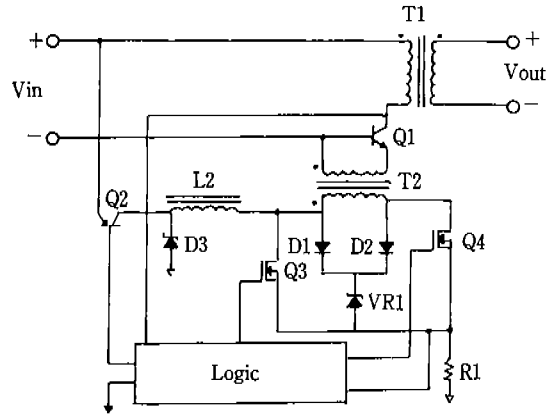 T1
+
+
Vin
Vout
−
−
Q1
L2
T2
Q2
D3
D1
D2
Q4
Q3
VR1
Logic
R1